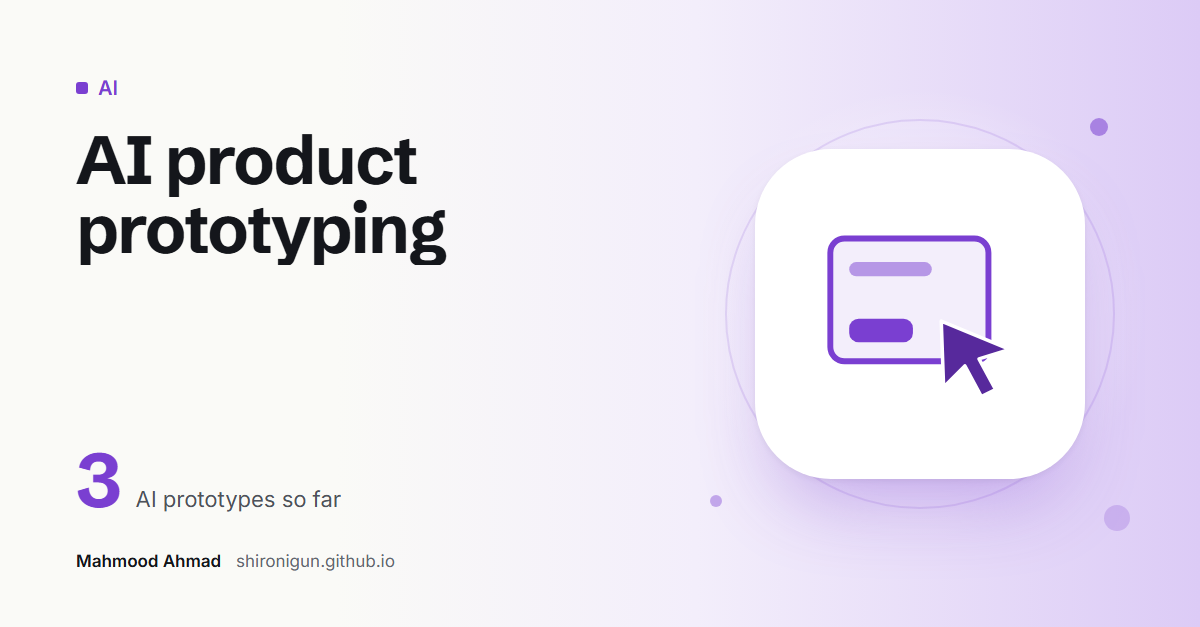 AI
AI product
prototyping
3 AI prototypes so far
Mahmood Ahmad shironigun.github.io